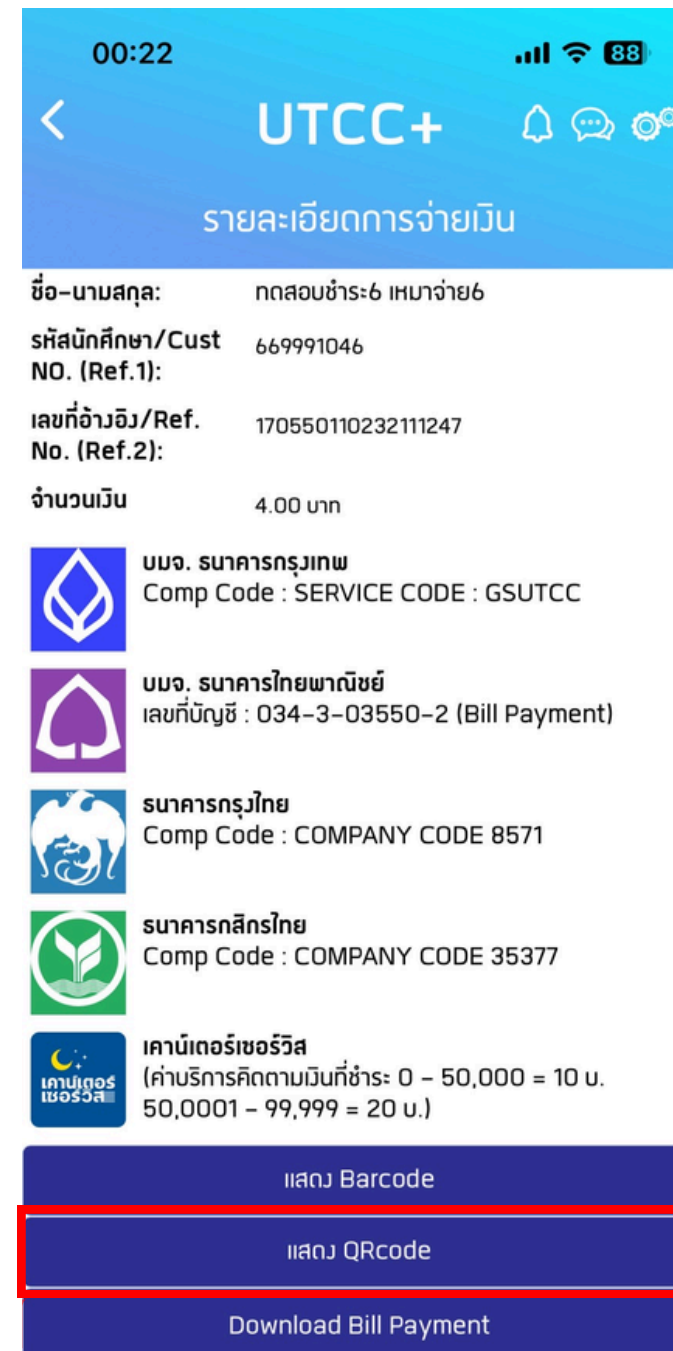 00:22 88
UTCC+
รายละเอียดการจ่ายเงิน
ชื่อ-นามสกุล: ทดสอบชำระ6 เหมาจ่าย6
รหัสนักศึกษา/Cust 669991046
NO. (Ref.1):
เลขที่อ้างอิง/Ref. 170550110232111247
No. (Ref.2):
จำนวนเงิน 4.00 บาท
บมจ. ธนาคารกรุงเทพ
Comp Code : SERVICE CODE : GSUTCC
บมจ. ธนาคารไทยพาณิชย์
เลขที่บัญชี : 034-3-03550-2 (Bill Payment)
ธนาคารกรุงไทย
Comp Code : COMPANY CODE 8571
ธนาคารกสิกรไทย
Comp Code : COMPANY CODE 35377
เคาน์เตอร์
เซอร์วิส
เคาน์เตอร์เซอร์วิส
(ค่าบริการคิดตามเงินที่ชำระ 0 - 50,000 = 10 บ.
50,0001 - 99,999 = 20 บ.)
แสดง Barcode
แสดง QRcode
Download Bill Payment